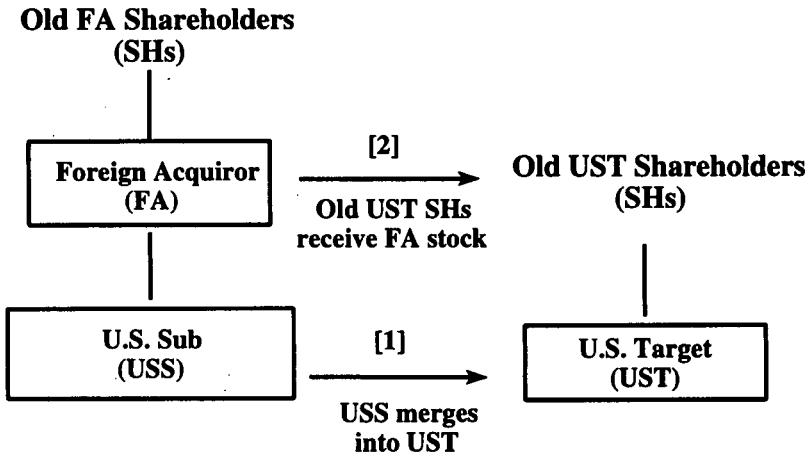 Old FA Shareholders
(SHs)
Foreign Acquiror
(FA)
[2]
Old UST SHs
receive FA stock
Old UST Shareholders
(SHs)
U.S. Sub
(USS)
[1]
USS merges
into UST
U.S. Target
(UST)